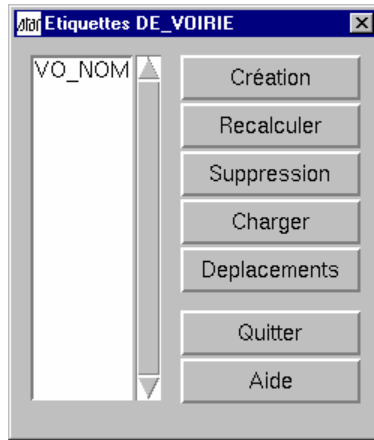 Etiquettes DE_VOIRIE
VO_NOM
Création
Recalculer
Suppression
Charger
Deplacements
Quitter
Aide